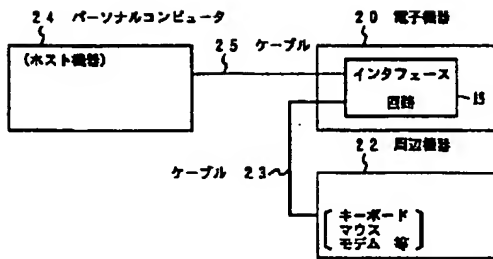 24 パーソナルコンピュータ
(ホスト機器)
25 ケーブル
20 電子機器
インタフェース
回路
15
ケーブル 23
22 周辺機器
キーボード
マウス
モデム 等